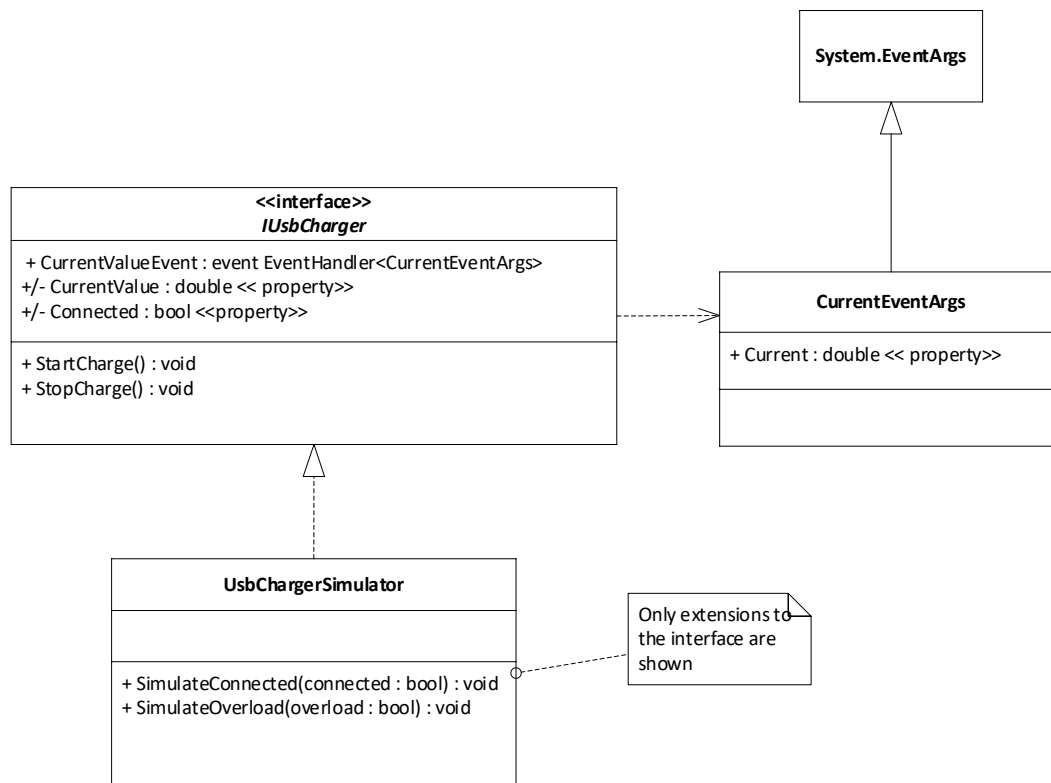 System.EventArgs
<<interface>>
IUsbCharger
+ CurrentValueEvent : event EventHandler<CurrentEventArgs>
+/- CurrentValue : double << property>>
+/- Connected : bool <<property>>
+ StartCharge() : void
+ StopCharge() : void
CurrentEventArgs
+ Current : double << property>>
UsbChargerSimulator
+ SimulateConnected(connected : bool) : void
+ SimulateOverload(overload : bool) : void
Only extensions to
the interface are
shown